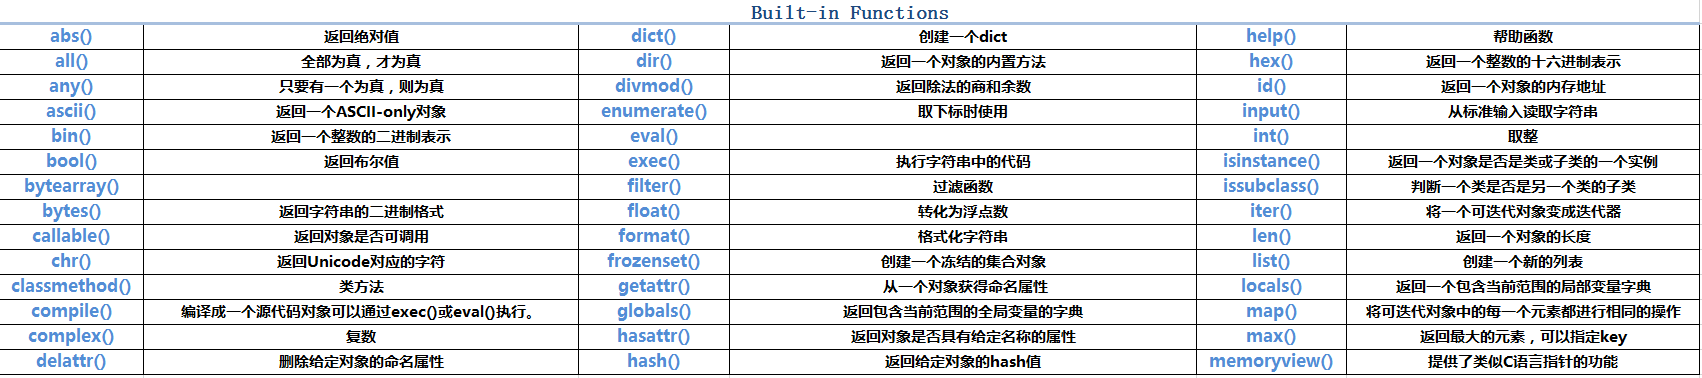 Built-in Functions
abs() 返回绝对值 dict() 创建一个dict help() 帮助函数
all() 全部为真，才为真 dir() 返回一个对象的内置方法 hex() 返回一个整数的十六进制表示
any() 只要有一个为真，则为真 divmod() 返回除法的商和余数 id() 返回一个对象的内存地址
ascii() 返回一个ASCII-only对象 enumerate() 取下标时使用 input() 从标准输入读取字符串
bin() 返回一个整数的二进制表示 eval() int() 取整
bool() 返回布尔值 exec() 执行字符串中的代码 isinstance() 返回一个对象是否是类或子类的一个实例
bytearray() filter() 过滤函数 issubclass() 判断一个类是否是另一个类的子类
bytes() 返回字符串的二进制格式 float() 转化为浮点数 iter() 将一个可迭代对象变成迭代器
callable() 返回对象是否可调用 format() 格式化字符串 len() 返回一个对象的长度
chr() 返回Unicode对应的字符 frozenset() 创建一个冻结的集合对象 list() 创建一个新的列表
classmethod() 类方法 getattr() 从一个对象获得命名属性 locals() 返回一个包含当前范围的局部变量字典
compile() 编译成一个源代码对象可以通过exec()或eval()执行。 globals() 返回包含当前范围的全局变量的字典 map() 将可迭代对象中的每一个元素都进行相同的操作
complex() 复数 hasattr() 返回对象是否具有给定名称的属性 max() 返回最大的元素，可以指定key
delattr() 删除给定对象的命名属性 hash() 返回给定对象的hash值 memoryview() 提供了类似C语言指针的功能